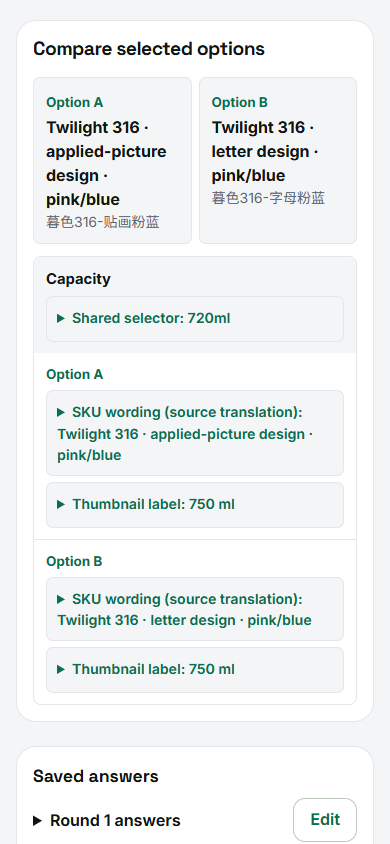 Compare selected options
Option A
Twilight 316 ·
applied-picture
design ·
pink/blue
暮色316-贴画粉蓝
Option B
Twilight 316 ·
letter design ·
pink/blue
暮色316-字母粉蓝
Capacity
▶ Shared selector: 720ml
Option A
▶ SKU wording (source translation):
Twilight 316 · applied-picture design ·
pink/blue
▶ Thumbnail label: 750 ml
Option B
▶ SKU wording (source translation):
Twilight 316 · letter design · pink/blue
▶ Thumbnail label: 750 ml
Saved answers
▶ Round 1 answers
Edit